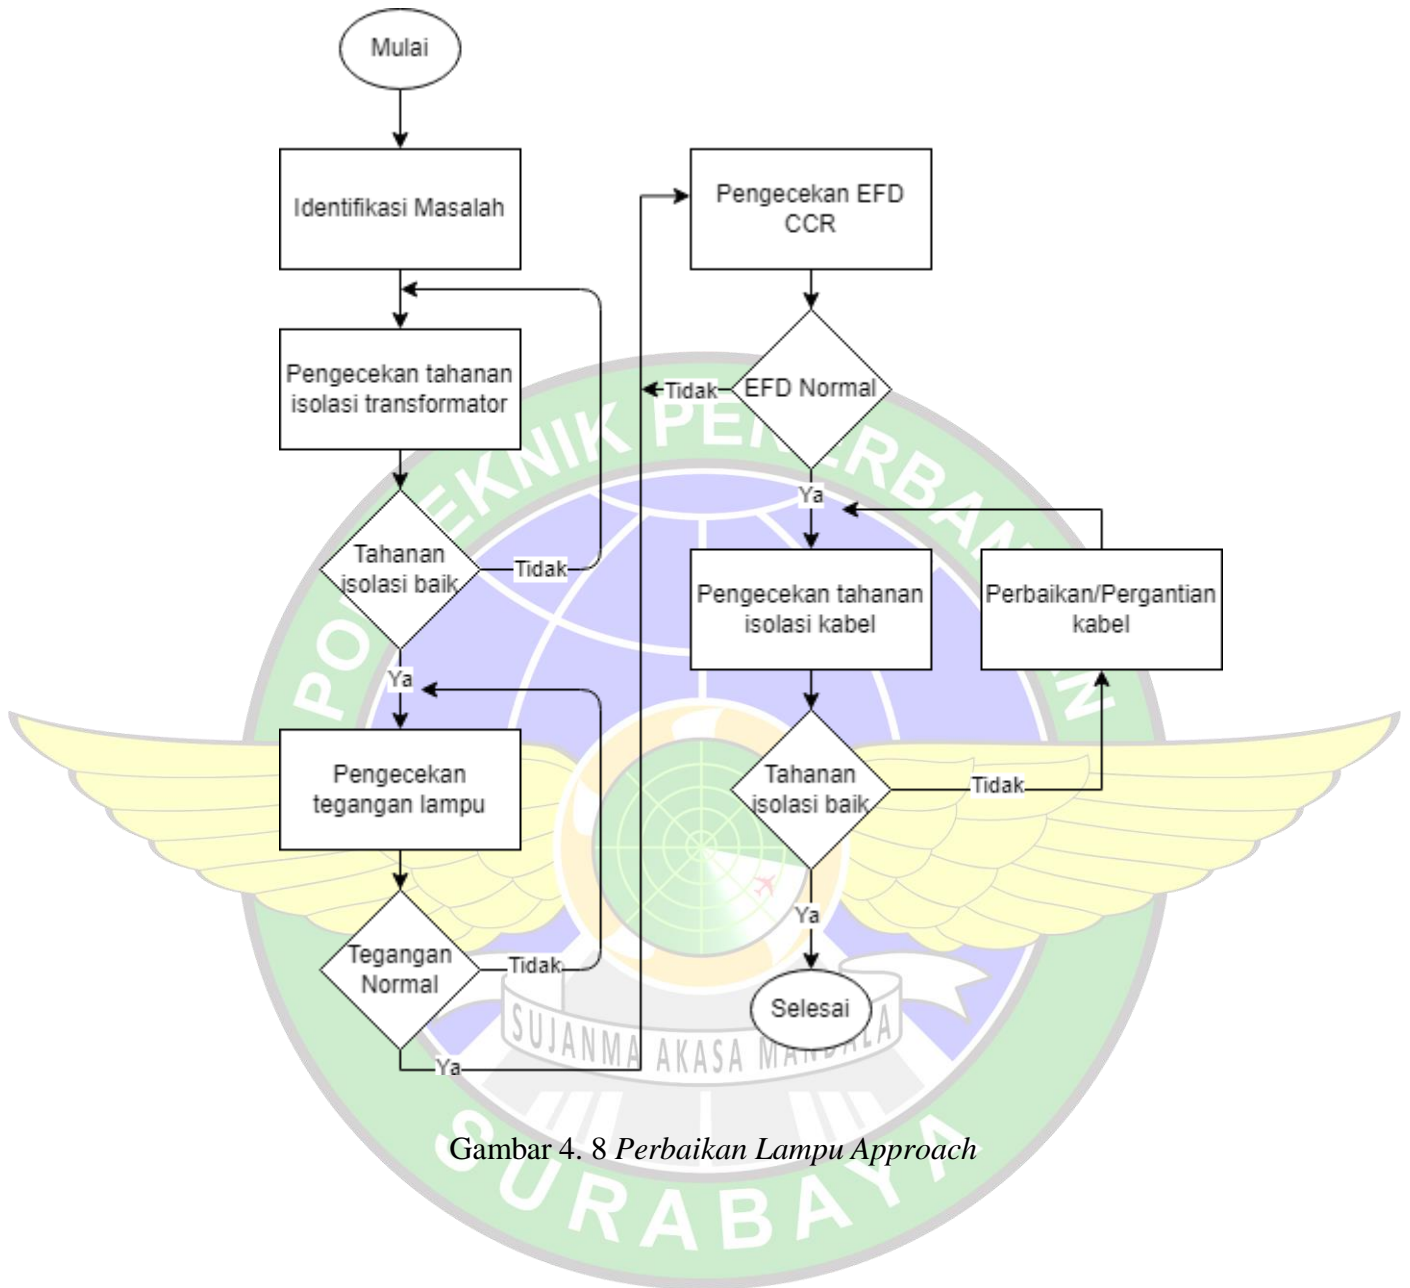 Mulai
Identifikasi Masalah
Pengecekan tahanan
isolasi transformator
Tahanan
isolasi baik
Tidak
Ya
Pengecekan
tegangan lampu
Tegangan
Normal
Tidak
Ya
Pengecekan EFD
CCR
EFD Normal
Tidak
Ya
Pengecekan tahanan
isolasi kabel
Perbaikan/Pergantian
kabel
Tahanan
isolasi baik
Tidak
Ya
Selesai
SUJANMA AKASA MANDALA
SURABAYA
Gambar 4. 8 Perbaikan Lampu Approach